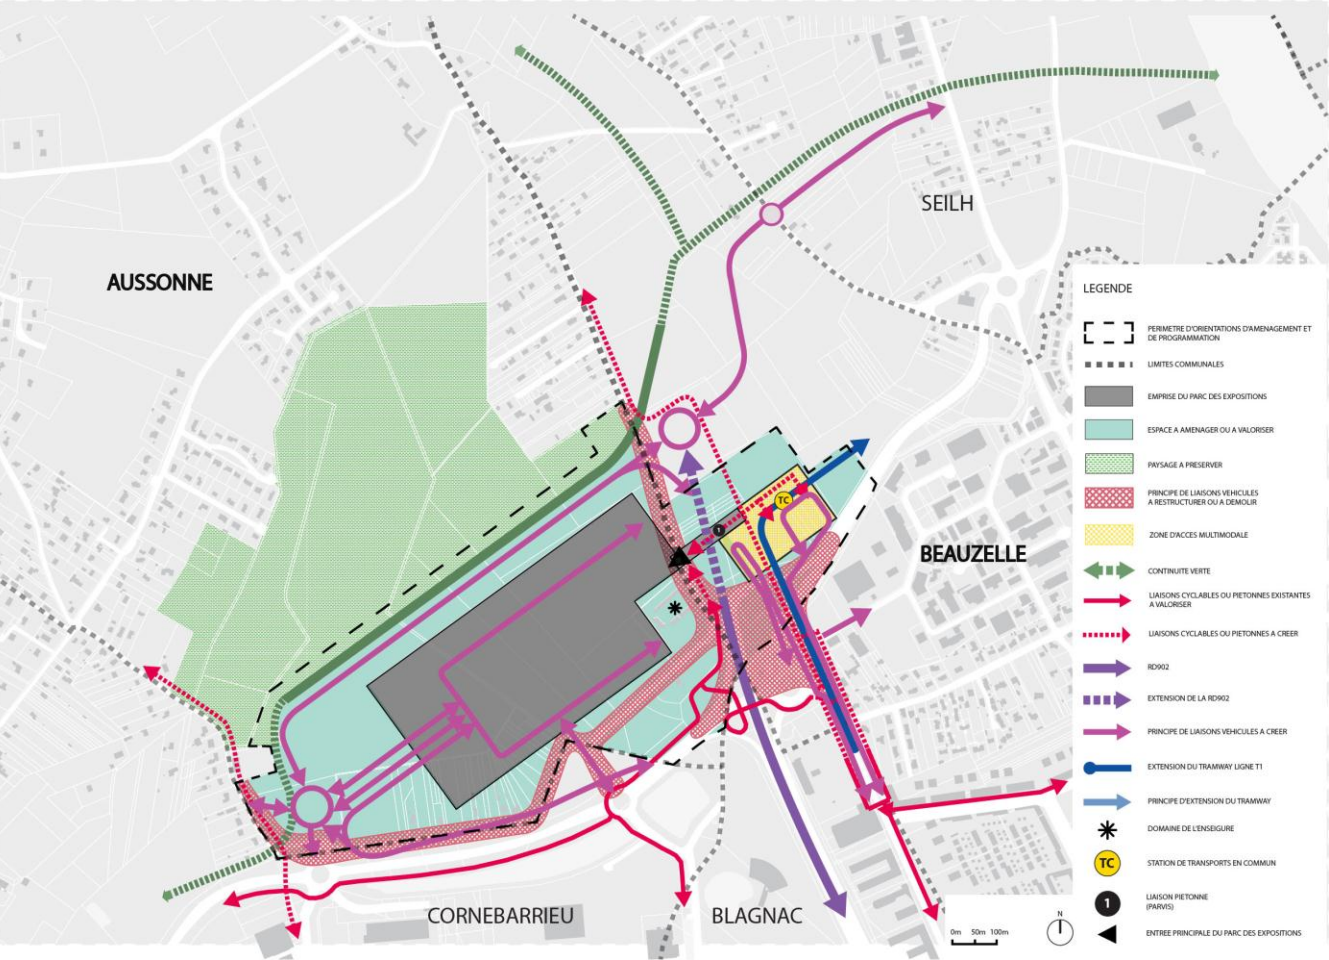 SEILH
AUSSONNE
BEAUZELLE
CORNEBARRIEU
BLAGNAC
TC
1
LEGENDE
PERIMETRE D'ORIENTATIONS D'AMENAGEMENT ET
DE PROGRAMMATION
LIMITES COMMUNALES
EMPRISE DU PARC DES EXPOSITIONS
ESPACE A AMENAGER OU A VALORISER
PAYSAGE A PRESERVER
PRINCIPE DE LIAISONS VEHICULES
A RESTRUCTURER OU A DEMOLIR
ZONE D'ACCES MULTIMODALE
CONTINUITE VERTE
LIAISONS CYCLABLES OU PIETONNES EXISTANTES
A VALORISER
LIAISONS CYCLABLES OU PIETONNES A CREER
RD902
EXTENSION DE LA RD902
PRINCIPE DE LIAISONS VEHICULES A CREER
EXTENSION DU TRAMWAY LIGNE T1
PRINCIPE D'EXTENSION DU TRAMWAY
DOMAINE DE L'ENSEIGURE
TC
STATION DE TRANSPORTS EN COMMUN
1
LIAISON PIETONNE
(PARVIS)
ENTREE PRINCIPALE DU PARC DES EXPOSITIONS
0m 50m 100m
N